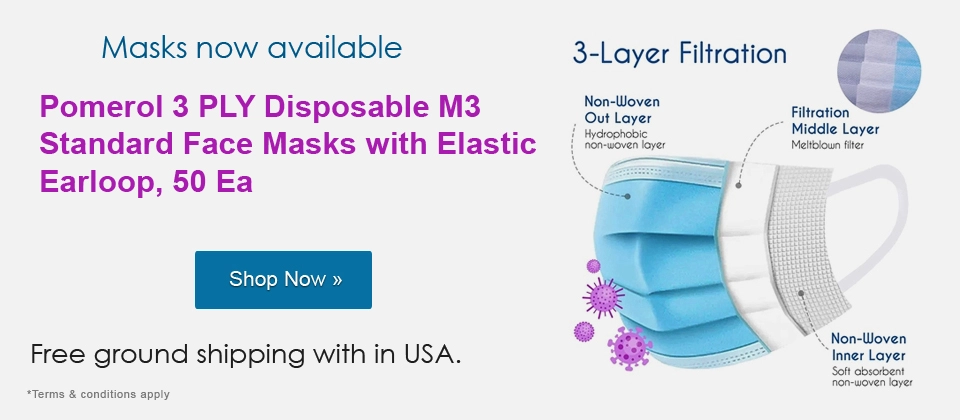 Masks now available
Pomerol 3 PLY Disposable M3
Standard Face Masks with Elastic
Earloop, 50 Ea
Shop Now »
Free ground shipping with in USA.
*Terms & conditions apply
3-Layer Filtration
Non-Woven
Out Layer
Hydrophobic
non-woven layer
Filtration
Middle Layer
Meltblown filter
Non-Woven
Inner Layer
Soft absorbent
non-woven layer